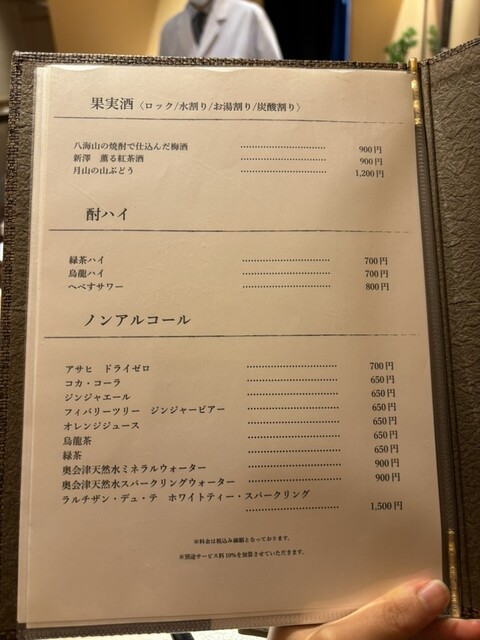 果実酒〈ロック/水割り/お湯割り/炭酸割り〉
八海山の焼酎で仕込んだ梅酒 ........................ 900円
新澤 薫る紅茶酒 ........................ 900円
月山の山ぶどう ........................ 1,200円
酎ハイ
緑茶ハイ ........................ 700円
烏龍ハイ ........................ 700円
へべすサワー ........................ 800円
ノンアルコール
アサヒ ドライゼロ ........................ 700円
コカ・コーラ ........................ 650円
ジンジャエール ........................ 650円
フィバリーツリー ジンジャービアー ........................ 650円
オレンジジュース ........................ 650円
烏龍茶 ........................ 650円
緑茶 ........................ 650円
奥会津天然水ミネラルウォーター ........................ 900円
奥会津天然水スパークリングウォーター ........................ 900円
ラルチザン・デュ・テ ホワイトティー・スパークリング
........................ 1,500円
※料金は税込み価額となっております。
※別途サービス料10%を加算させていただきます。